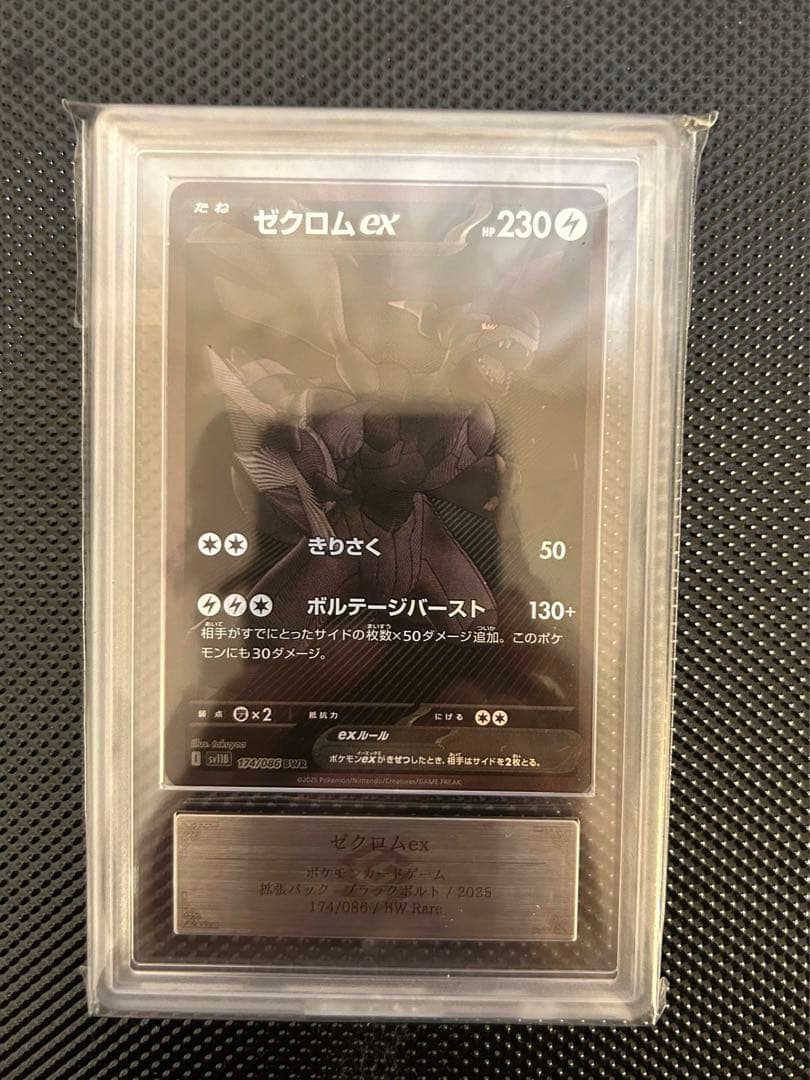 たね ゼクロムex HP230
きりさく 50
ボルテージバースト 130+
相手がすでにとったサイドの枚数×50ダメージ追加。このポケ
モンにも30ダメージ。
弱点 ×2 抵抗力 にげる
exルール
ポケモンexがきぜつしたとき、相手はサイドを2枚とる。
Illus. takuyoa
I sv11B 174/086 BWR
©2025 Pokémon/Nintendo/Creatures/GAME FREAK
ゼクロムex
ポケモンカードゲーム
拡張パック ブラックボルト / 2025
174/086 / BW Rare